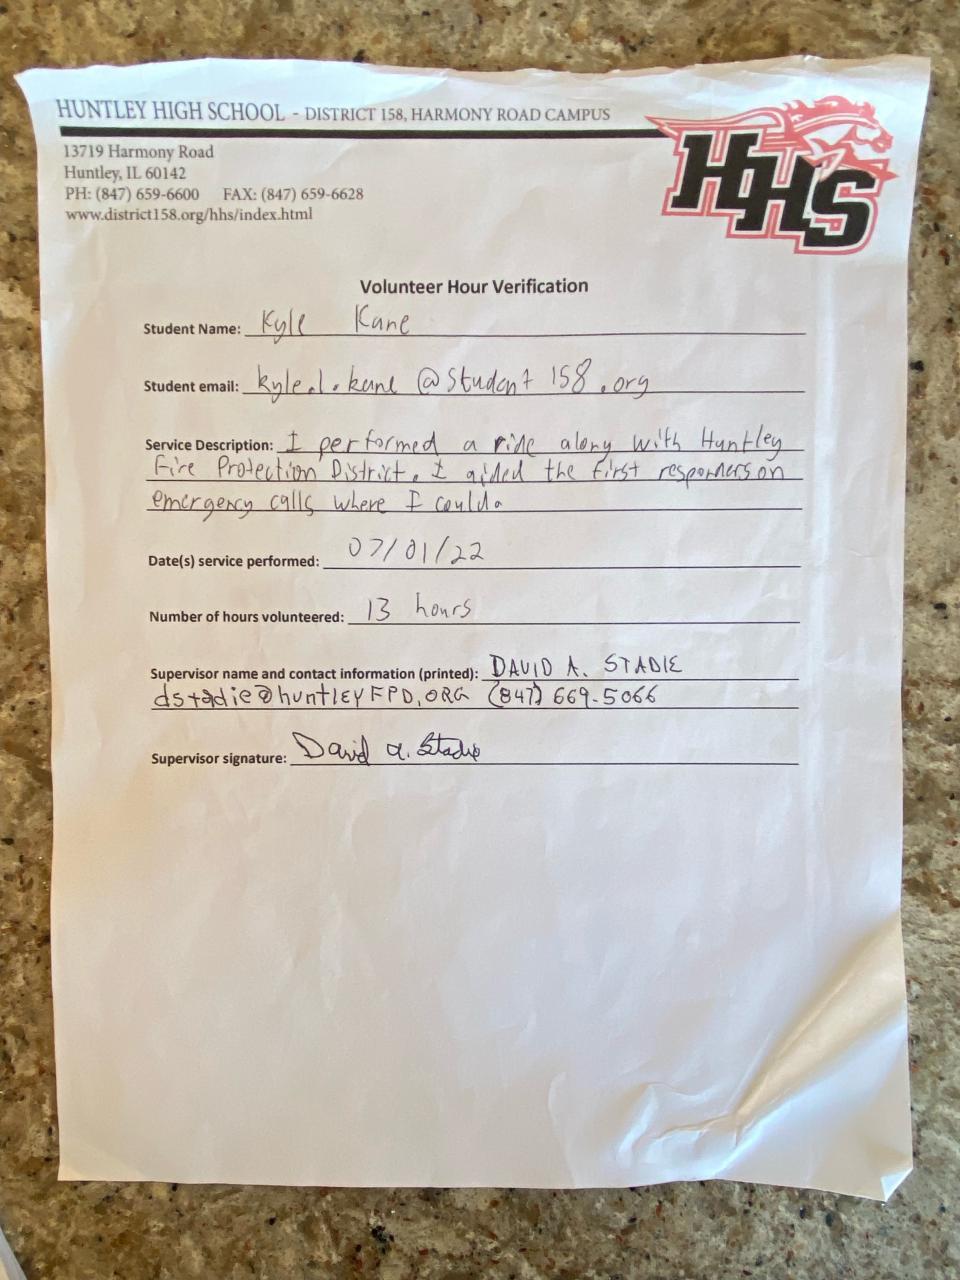 HUNTLEY HIGH SCHOOL - DISTRICT 158, HARMONY ROAD CAMPUS
13719 Harmony Road
Huntley, IL 60142
PH: (847) 659-6600 FAX: (847) 659-6628
www.district158.org/hhs/index.html
HHS
Volunteer Hour Verification
Student Name: Kyle Kane
Student email: kyle.l.kane@student158.org
Service Description: I performed a ride along with Huntley
Fire Protection District. I aided the first responders on
emergency calls where I could.
Date(s) service performed: 07/01/22
Number of hours volunteered: 13 hours
Supervisor name and contact information (printed): DAVID A. STADIE
dstadie@huntleyFPD.ORG (847) 669-5066
Supervisor signature: David A. Stadie